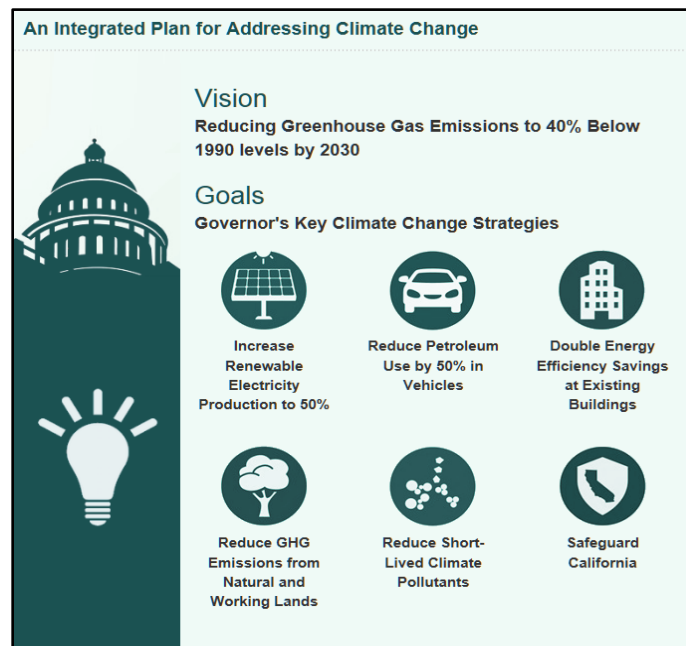 An Integrated Plan for Addressing Climate Change
Vision
Reducing Greenhouse Gas Emissions to 40% Below
1990 levels by 2030
Goals
Governor's Key Climate Change Strategies
Increase
Renewable
Electricity
Production to 50%
Reduce Petroleum
Use by 50% in
Vehicles
Double Energy
Efficiency Savings
at Existing
Buildings
Reduce GHG
Emissions from
Natural and
Working Lands
Reduce Short-
Lived Climate
Pollutants
Safeguard
California